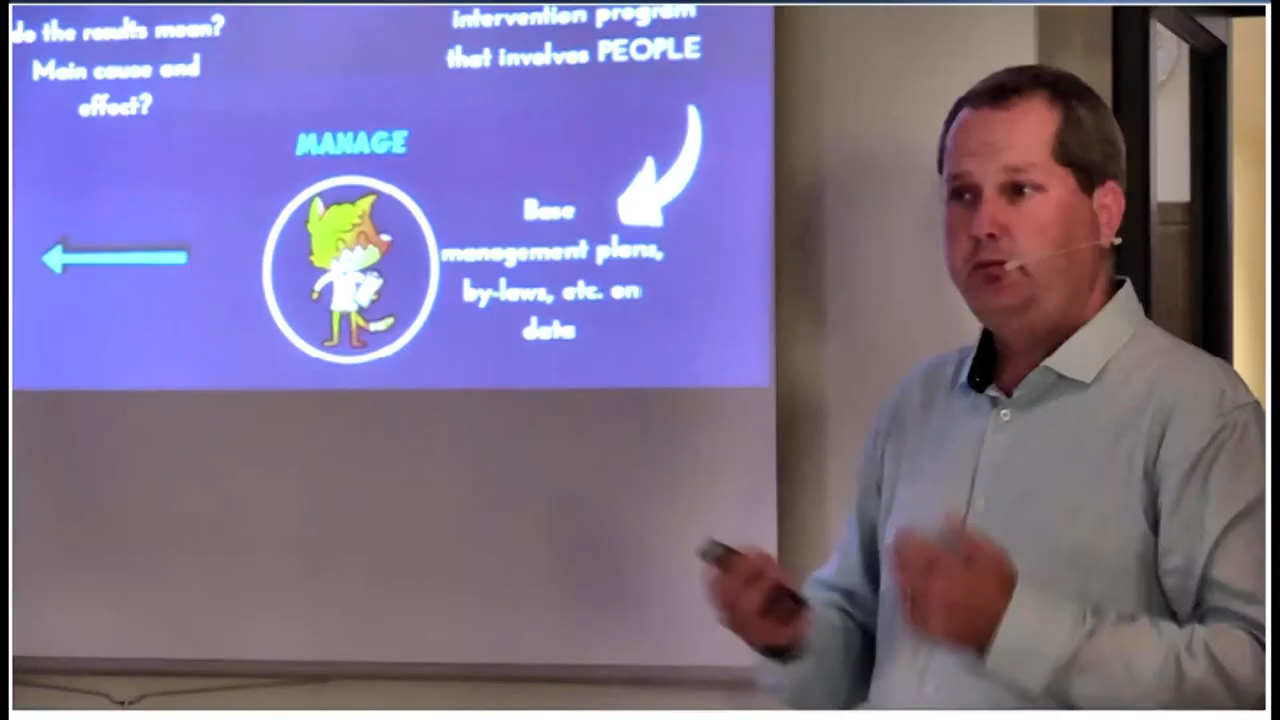 do the results mean?
Main cause and
effect?
intervention program
that involves PEOPLE
MANAGE
Base
management plans,
by-laws, etc. on
data